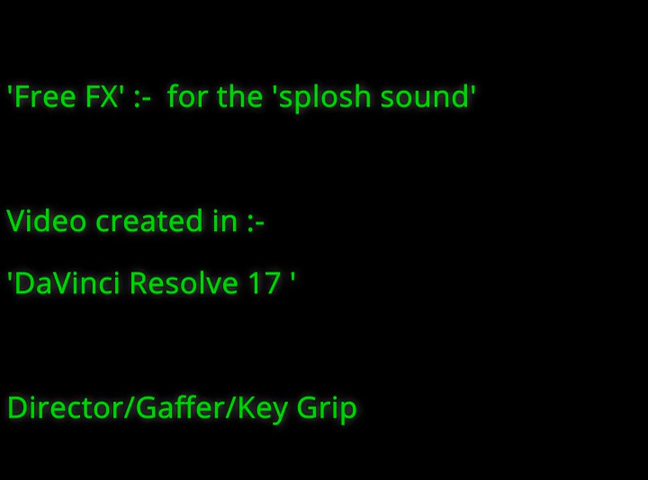 'Free FX' :-  for the 'splosh sound'
Video created in :-
'DaVinci Resolve 17 '
Director/Gaffer/Key Grip